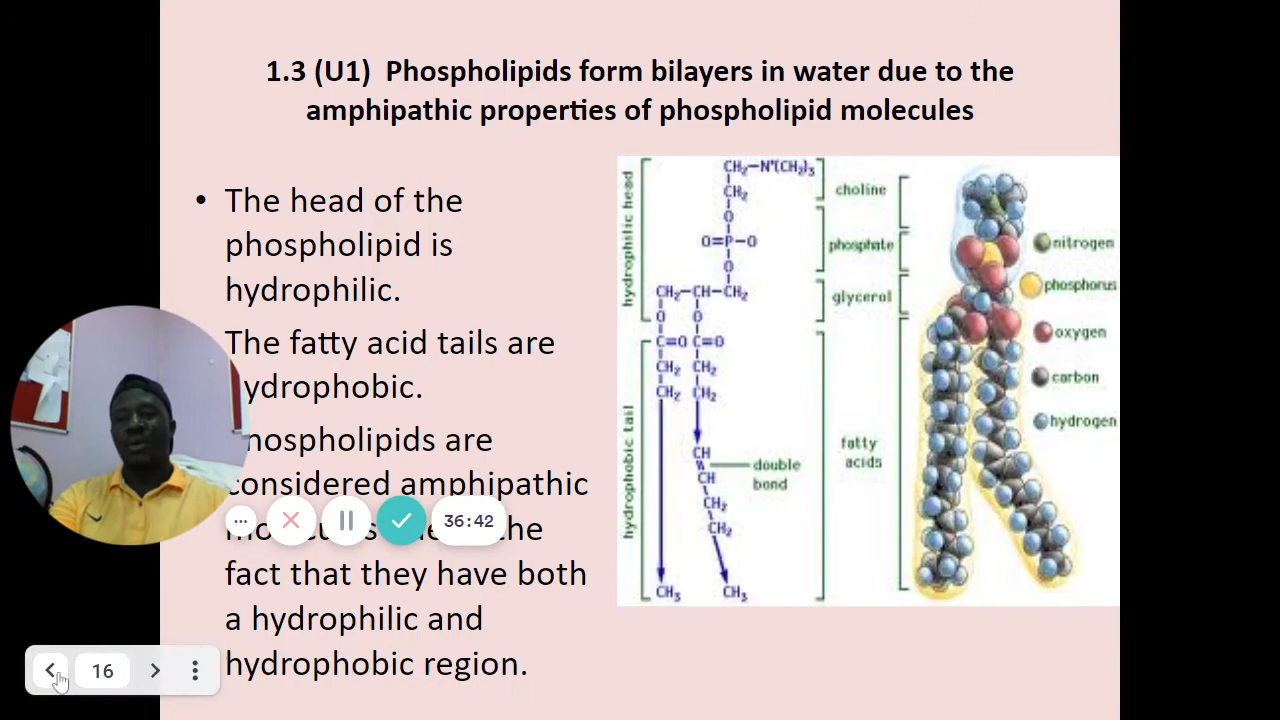 1.3 (U1) Phospholipids form bilayers in water due to the
amphipathic properties of phospholipid molecules
• The head of the
phospholipid is
hydrophilic.
The fatty acid tails are
ydrophobic.
hospholipids are
considered amphipathic
the
fact that they have both
a hydrophilic and
hydrophobic region.
hydrophilic head
hydrophobic tail
CH₂–N⁺(CH₃)₃
CH₂
O
O=P–O
O
CH₂–CH–CH₂
O O
C=O C=O
CH₂ CH₂
CH₂ CH₂
CH
CH
CH₂
CH₂
CH₃ CH₃
double
bond
choline
phosphate
glycerol
fatty
acids
nitrogen
phosphorus
oxygen
carbon
hydrogen
36:42
16